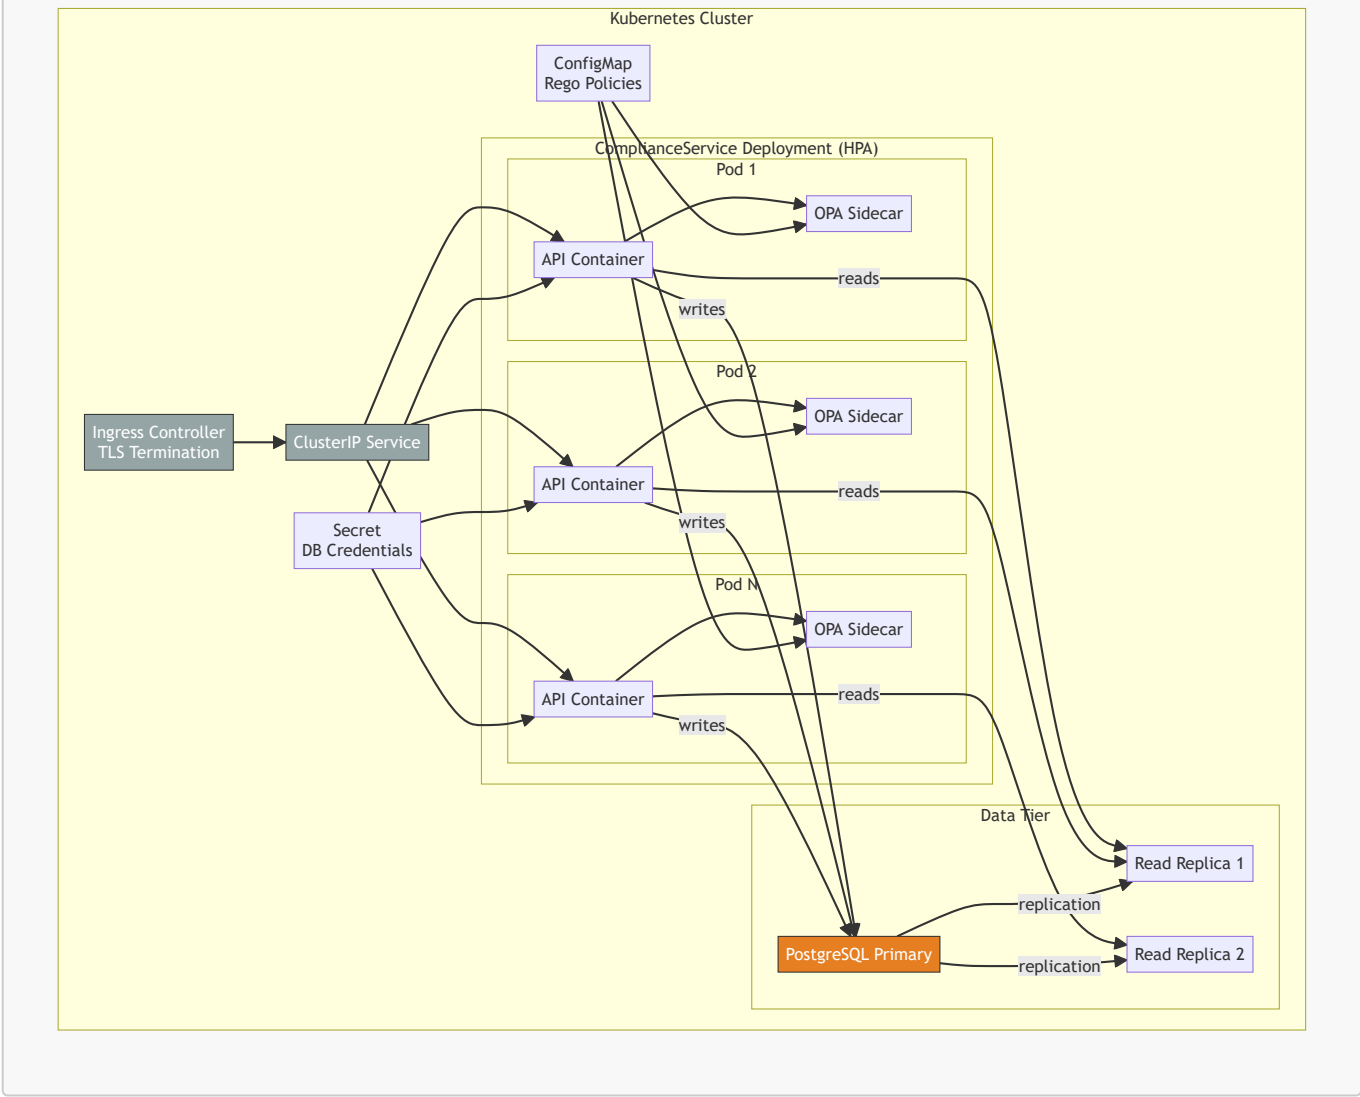 Kubernetes Cluster
ConfigMap
Rego Policies
ComplianceService Deployment (HPA)
Pod 1
OPA Sidecar
API Container
reads
writes
Pod 2
OPA Sidecar
Ingress Controller
TLS Termination
ClusterIP Service
API Container
reads
writes
Secret
DB Credentials
Pod N
OPA Sidecar
API Container
reads
writes
Data Tier
Read Replica 1
replication
PostgreSQL Primary
Read Replica 2
replication